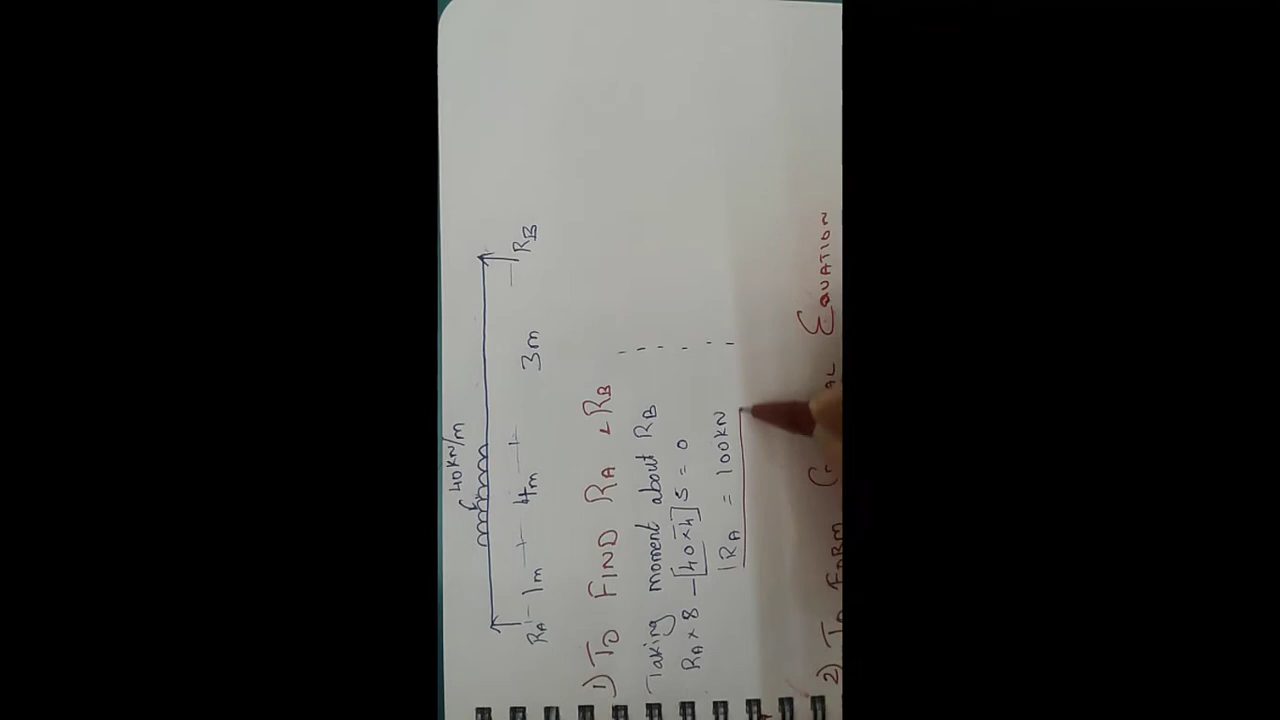 40KN/m
RA 1m 4m 3m RB
1) TO FIND RA & RB
Taking moment about RB
RA × 8 - [40×4] 5 = 0
RA = 100KN
2) TO FORM EQUATION